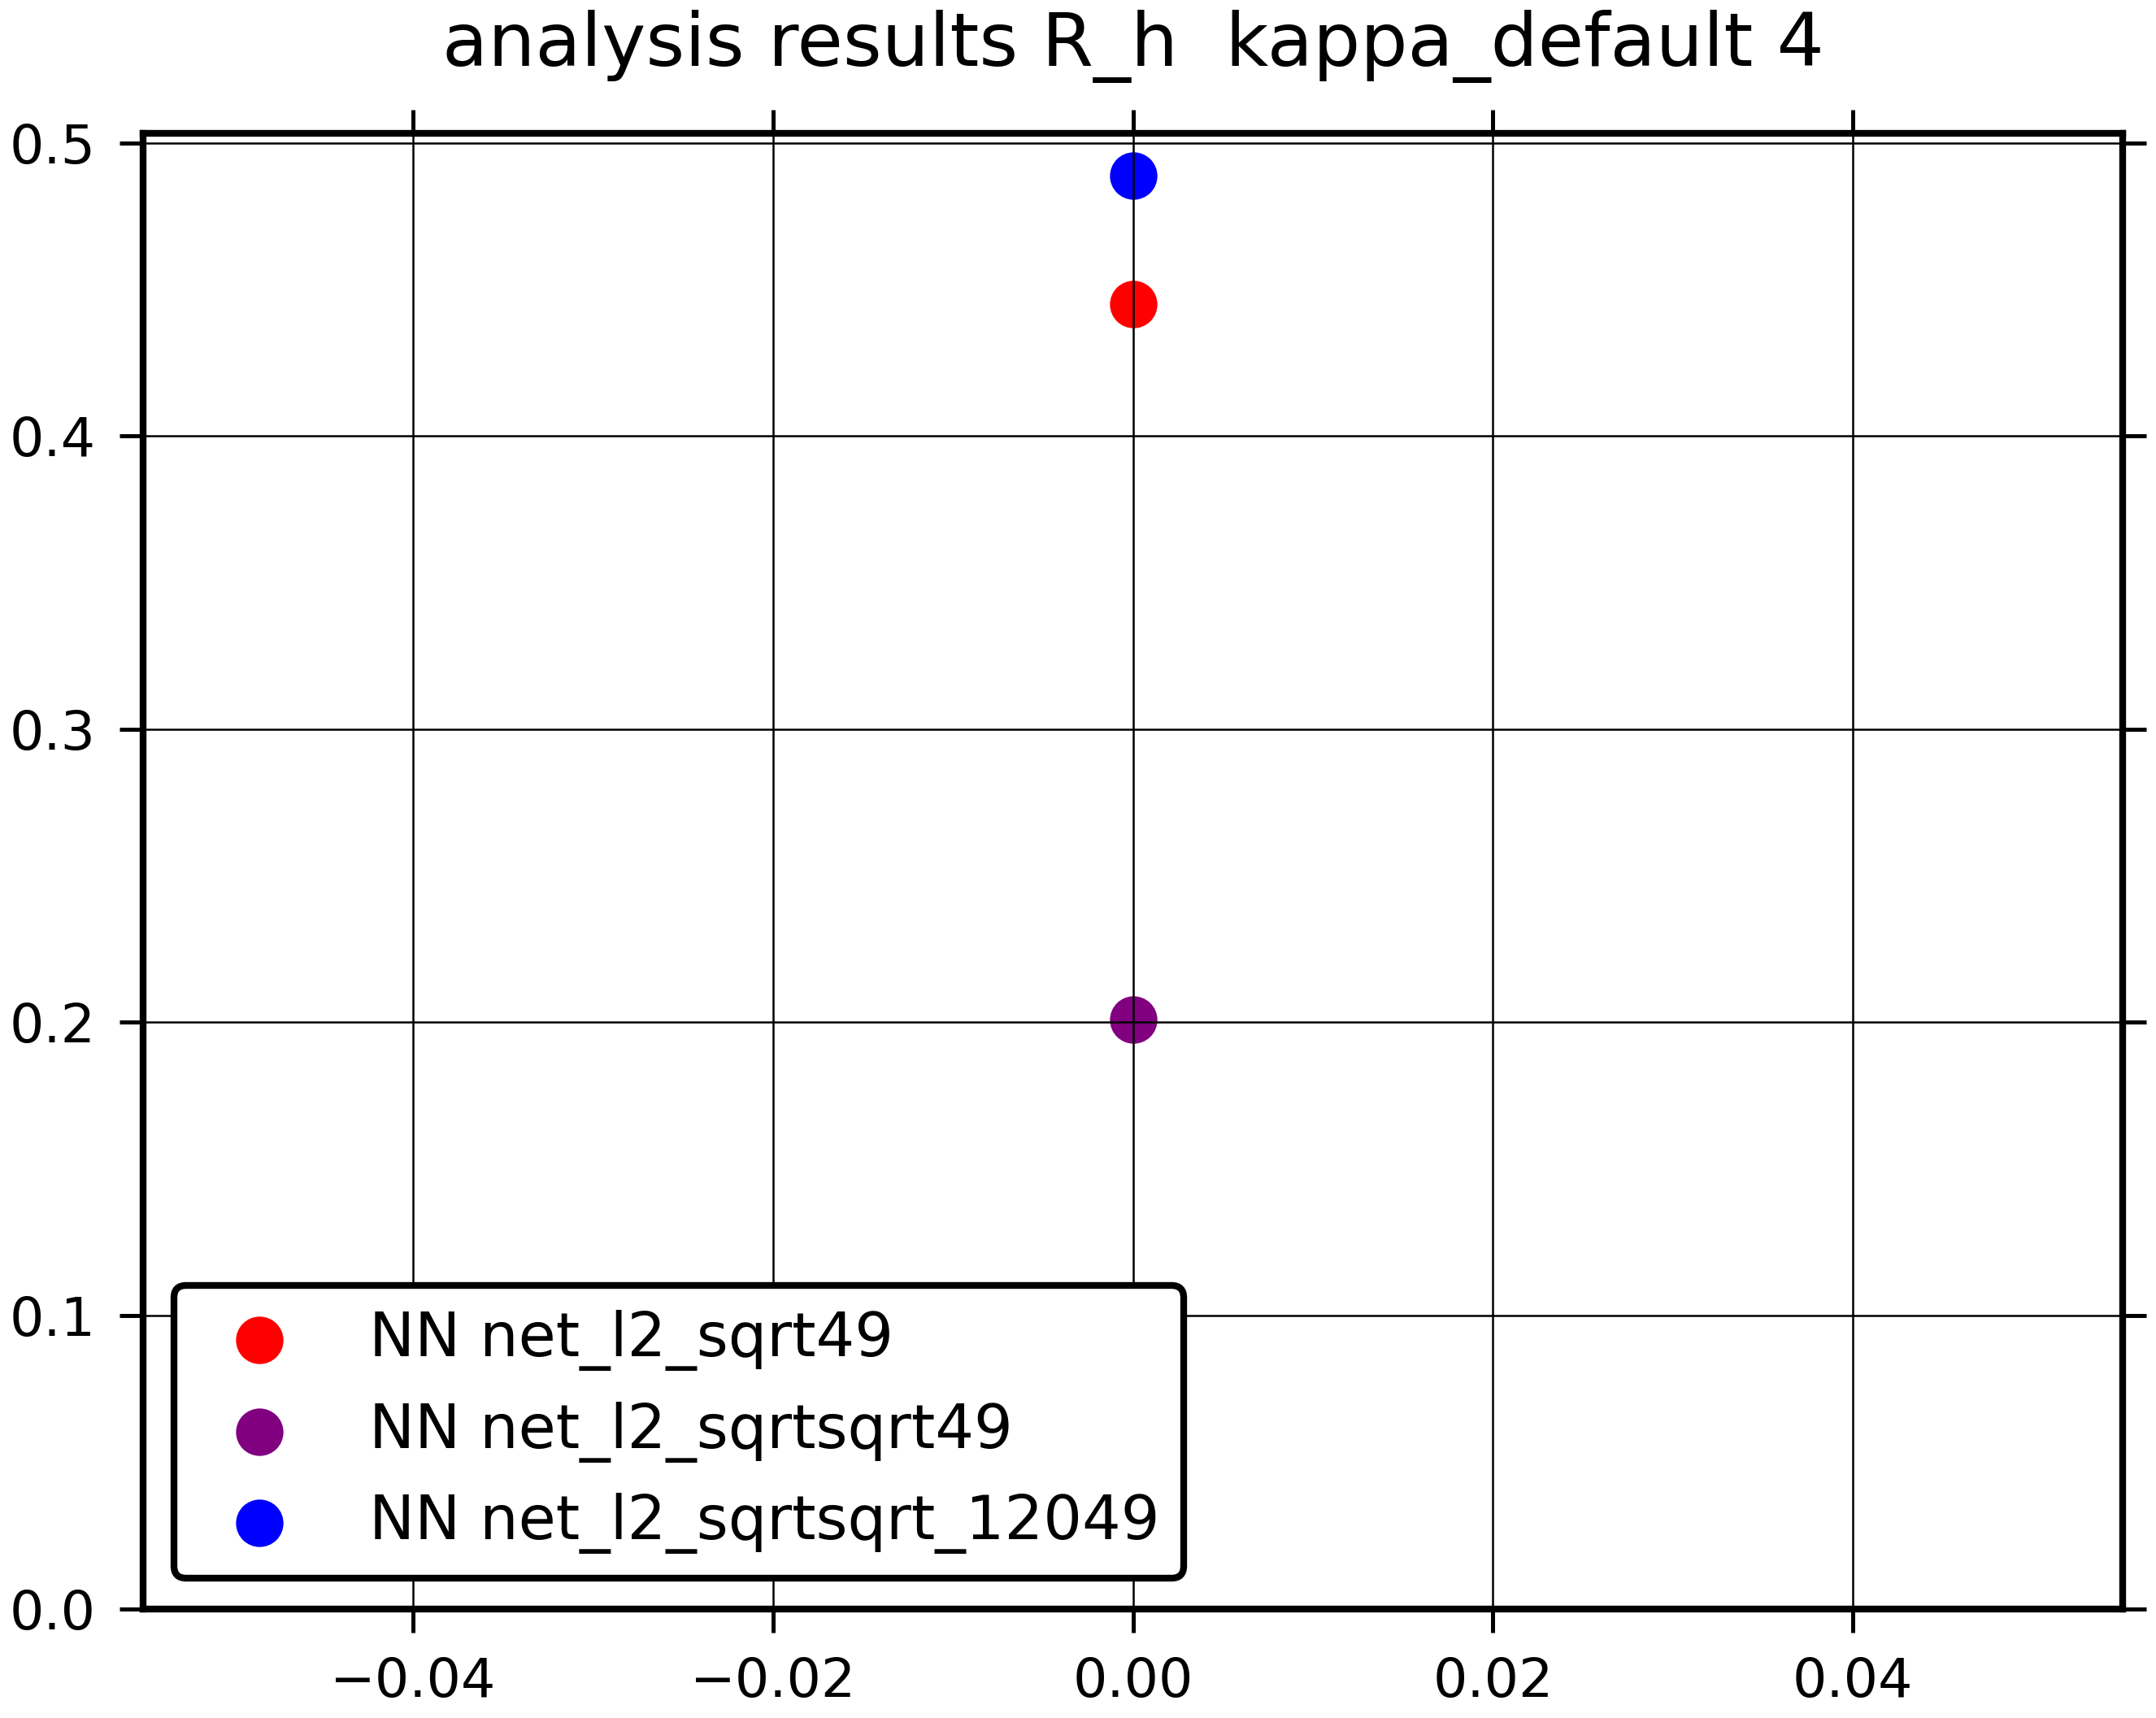 analysis results R_h  kappa_default 4
0.5
0.4
0.3
0.2
0.1
0.0
NN net_l2_sqrt49
NN net_l2_sqrtsqrt49
NN net_l2_sqrtsqrt_12049
−0.04 −0.02 0.00 0.02 0.04